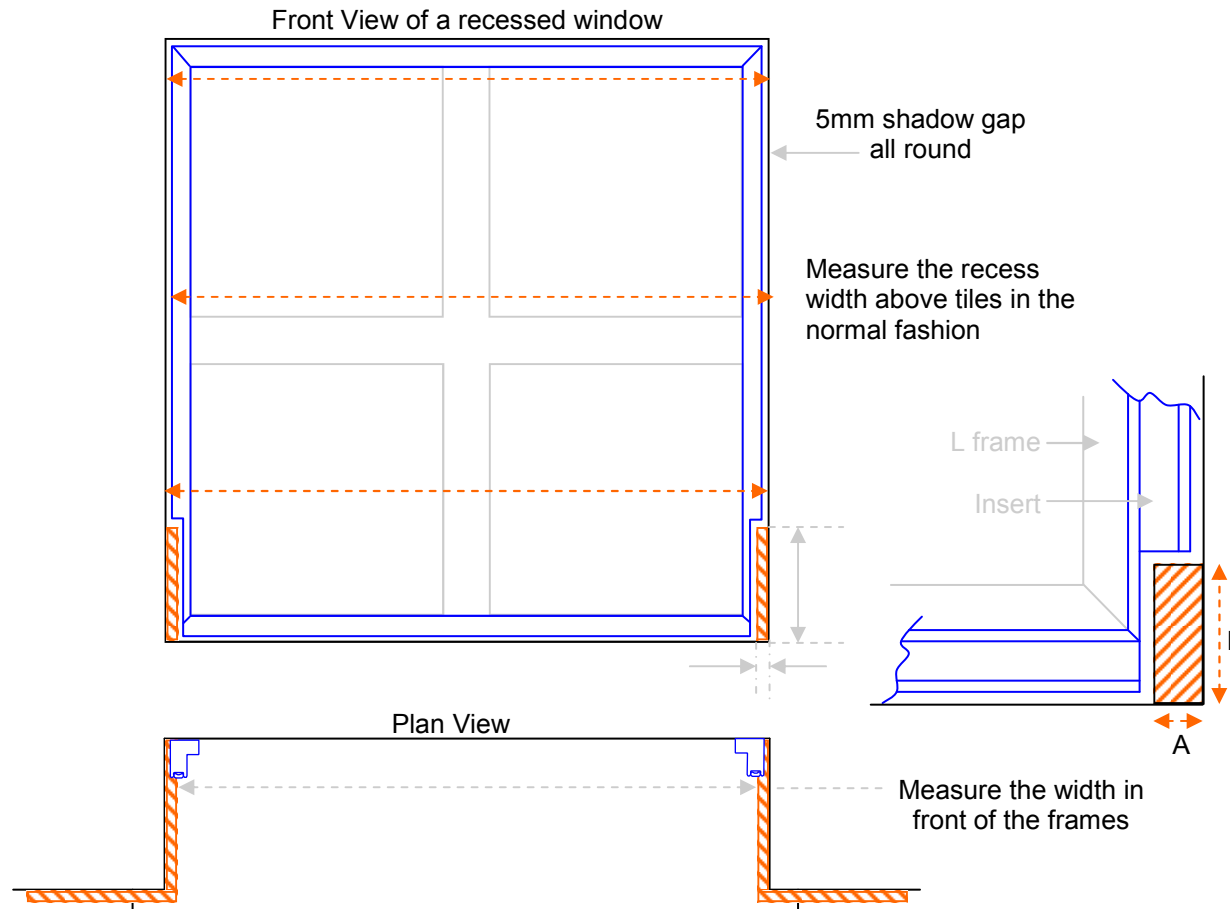 Front View of a recessed window
5mm shadow gap
all round
Measure the recess
width above tiles in the
normal fashion
L frame
Insert
A
Plan View
Measure the width in
front of the frames